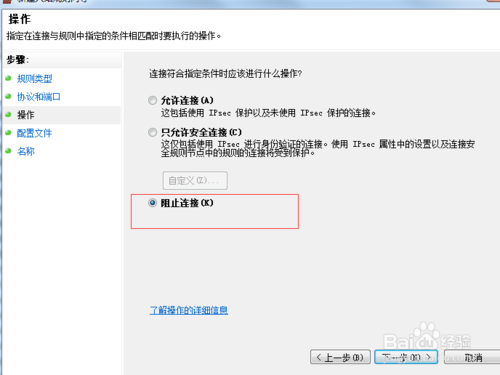 操作
指定在连接与规则中指定的条件相匹配时要执行的操作。
步骤:
规则类型
协议和端口
操作
配置文件
名称
连接符合指定条件时应该进行什么操作?
允许连接(A)
这包括使用 IPsec 保护以及未使用 IPsec 保护的连接。
只允许安全连接(C)
这仅包括使用 IPsec 进行身份验证的连接。使用 IPsec 属性中的设置以及连接安
全规则节点中的规则的连接将受到保护。
自定义(Z)...
阻止连接(K)
了解操作的详细信息
< 上一步(B)
下一步(N) >
取消
Baidu经验